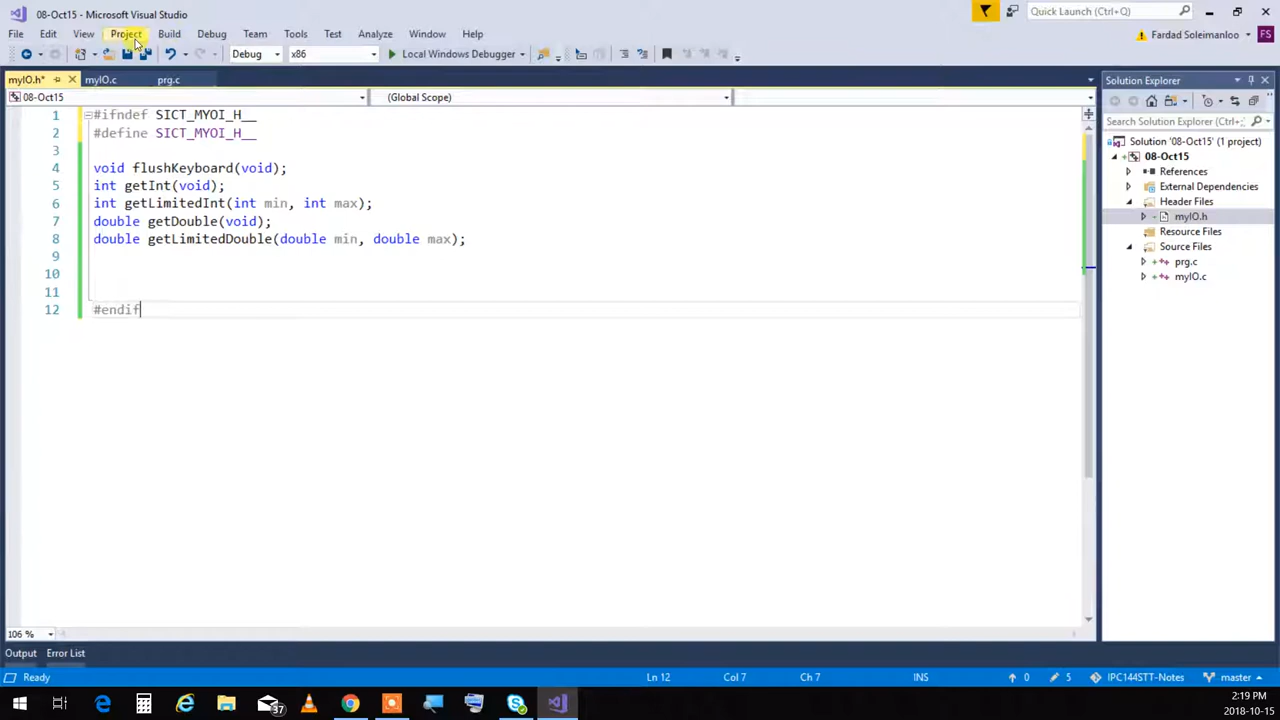 08-Oct15 - Microsoft Visual Studio
Quick Launch (Ctrl+Q)
File Edit View Project Build Debug Team Tools Test Analyze Window Help
Fardad Soleimanloo FS
Debug x86 Local Windows Debugger
myIO.h* myIO.c prg.c
08-Oct15 (Global Scope)
1 #ifndef SICT_MYOI_H__
2 #define SICT_MYOI_H__
3
4 void flushKeyboard(void);
5 int getInt(void);
6 int getLimitedInt(int min, int max);
7 double getDouble(void);
8 double getLimitedDouble(double min, double max);
9
10
11
12 #endif
106 %
Solution Explorer
Search Solution Explorer (Ctrl+;
Solution '08-Oct15' (1 project)
08-Oct15
References
External Dependencies
Header Files
myIO.h
Resource Files
Source Files
prg.c
myIO.c
Output Error List
Ready Ln 12 Col 7 Ch 7 INS 0 5 IPC144STT-Notes master
37
2:19 PM
2018-10-15